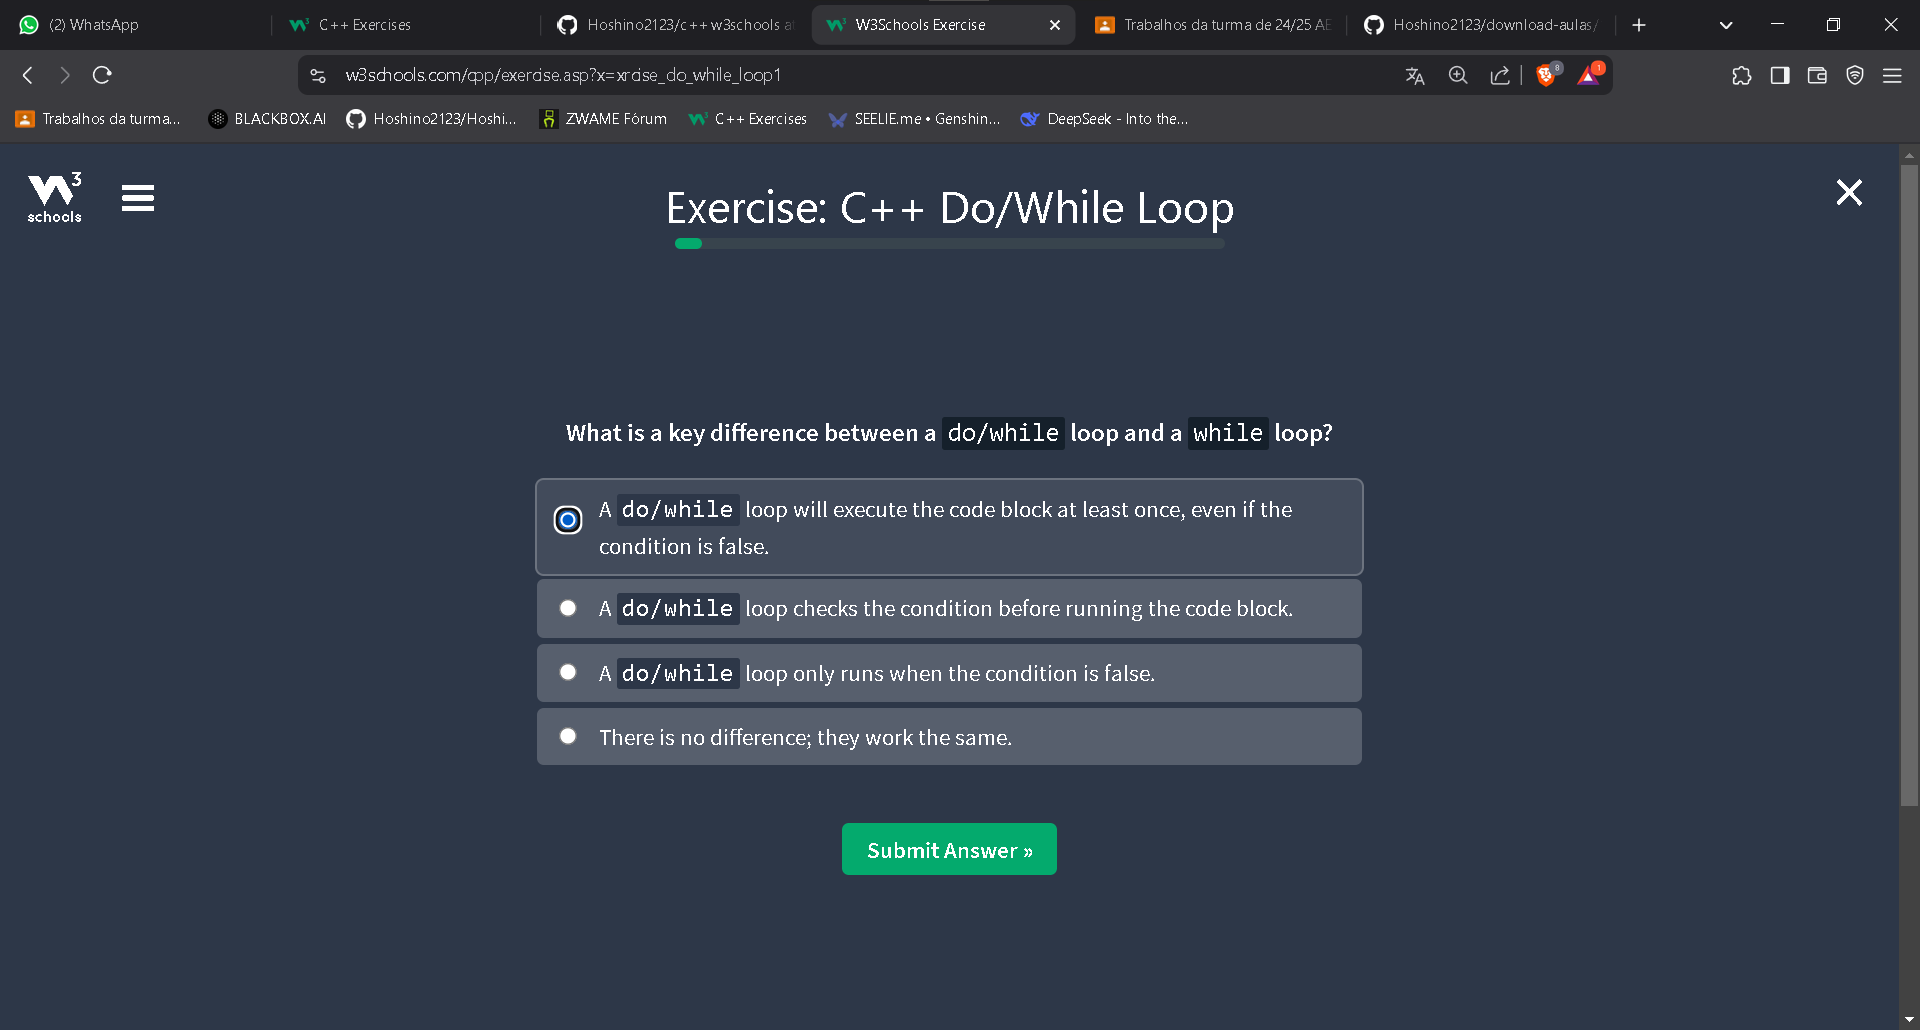 (2) WhatsApp
C++ Exercises
Hoshino2123/c++ w3schools a
W3Schools Exercise
Trabalhos da turma de 24/25 AE
Hoshino2123/download-aulas/
w3schools.com/cpp/exercise.asp?x=xrcise_do_while_loop1
8
1
Trabalhos da turma...
BLACKBOX.AI
Hoshino2123/Hoshi...
ZWAME Fórum
C++ Exercises
SEELIE.me • Genshin...
DeepSeek - Into the...
W3
schools
Exercise: C++ Do/While Loop
What is a key difference between a do/while loop and a while loop?
A do/while loop will execute the code block at least once, even if the
condition is false.
A do/while loop checks the condition before running the code block.
A do/while loop only runs when the condition is false.
There is no difference; they work the same.
Submit Answer »